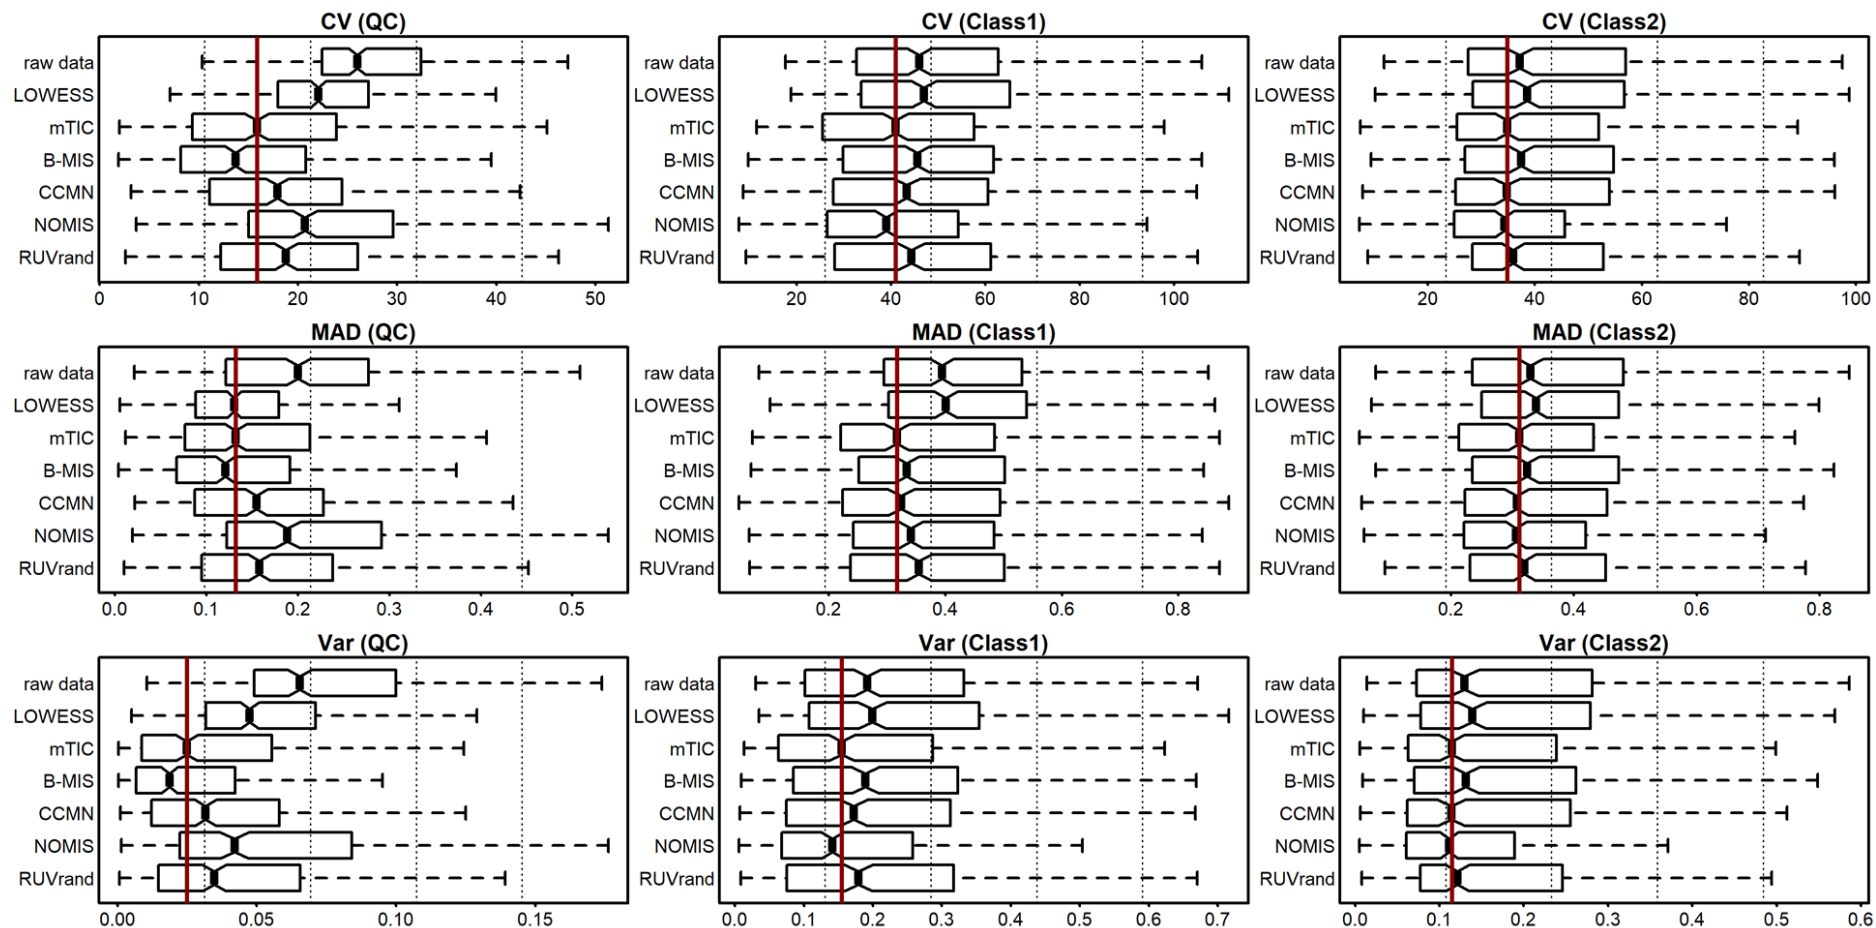 CV (QC)
raw data
LOWESS
mTIC
B-MIS
CCMN
NOMIS
RUVrand
0 10 20 30 40 50
CV (Class1)
raw data
LOWESS
mTIC
B-MIS
CCMN
NOMIS
RUVrand
20 40 60 80 100
CV (Class2)
raw data
LOWESS
mTIC
B-MIS
CCMN
NOMIS
RUVrand
20 40 60 80 100
MAD (QC)
raw data
LOWESS
mTIC
B-MIS
CCMN
NOMIS
RUVrand
0.0 0.1 0.2 0.3 0.4 0.5
MAD (Class1)
raw data
LOWESS
mTIC
B-MIS
CCMN
NOMIS
RUVrand
0.2 0.4 0.6 0.8
MAD (Class2)
raw data
LOWESS
mTIC
B-MIS
CCMN
NOMIS
RUVrand
0.2 0.4 0.6 0.8
Var (QC)
raw data
LOWESS
mTIC
B-MIS
CCMN
NOMIS
RUVrand
0.00 0.05 0.10 0.15
Var (Class1)
raw data
LOWESS
mTIC
B-MIS
CCMN
NOMIS
RUVrand
0.0 0.1 0.2 0.3 0.4 0.5 0.6 0.7
Var (Class2)
raw data
LOWESS
mTIC
B-MIS
CCMN
NOMIS
RUVrand
0.0 0.1 0.2 0.3 0.4 0.5 0.6